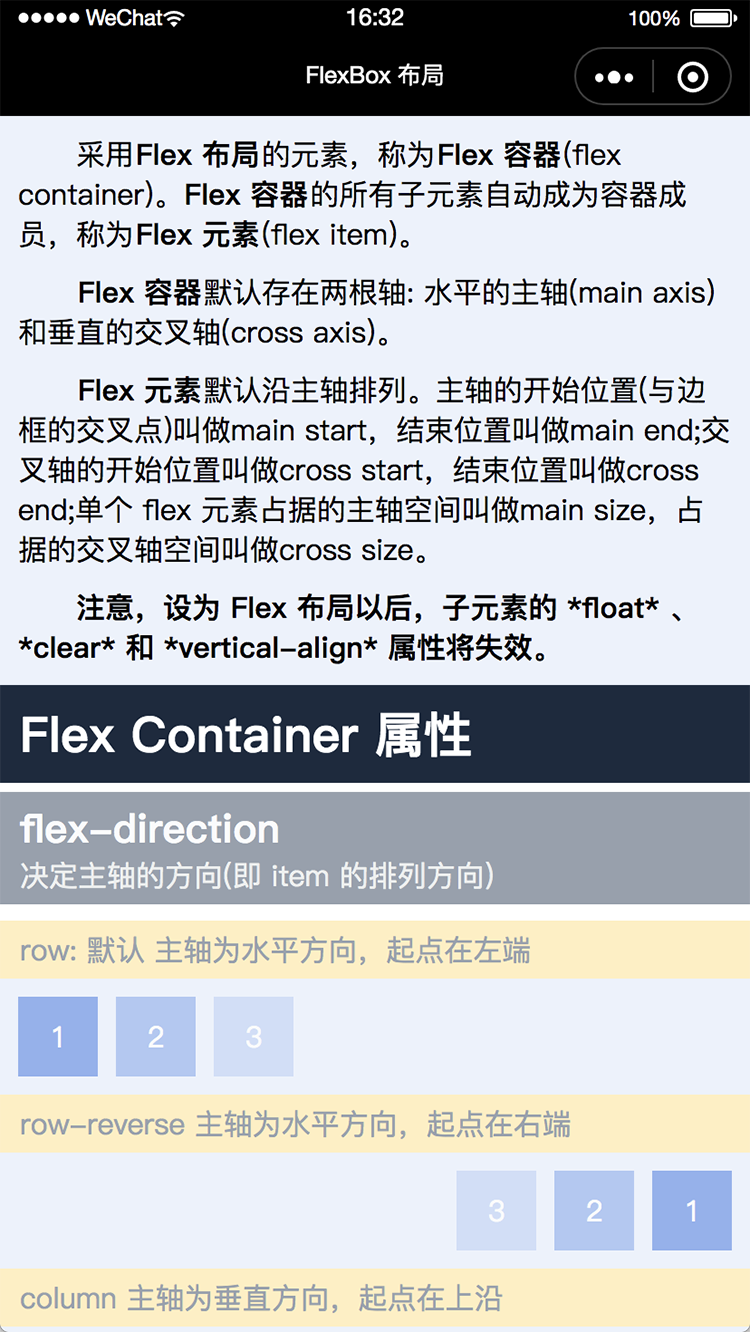 WeChat 16:32 100%
FlexBox 布局
采用Flex 布局的元素，称为Flex 容器(flex
container)。Flex 容器的所有子元素自动成为容器成
员，称为Flex 元素(flex item)。
Flex 容器默认存在两根轴: 水平的主轴(main axis)
和垂直的交叉轴(cross axis)。
Flex 元素默认沿主轴排列。主轴的开始位置(与边
框的交叉点)叫做main start，结束位置叫做main end;交
叉轴的开始位置叫做cross start，结束位置叫做cross
end;单个 flex 元素占据的主轴空间叫做main size，占
据的交叉轴空间叫做cross size。
注意，设为 Flex 布局以后，子元素的 *float* 、
*clear* 和 *vertical-align* 属性将失效。
Flex Container 属性
flex-direction
决定主轴的方向(即 item 的排列方向)
row: 默认 主轴为水平方向，起点在左端
1 2 3
row-reverse 主轴为水平方向，起点在右端
3 2 1
column 主轴为垂直方向，起点在上沿